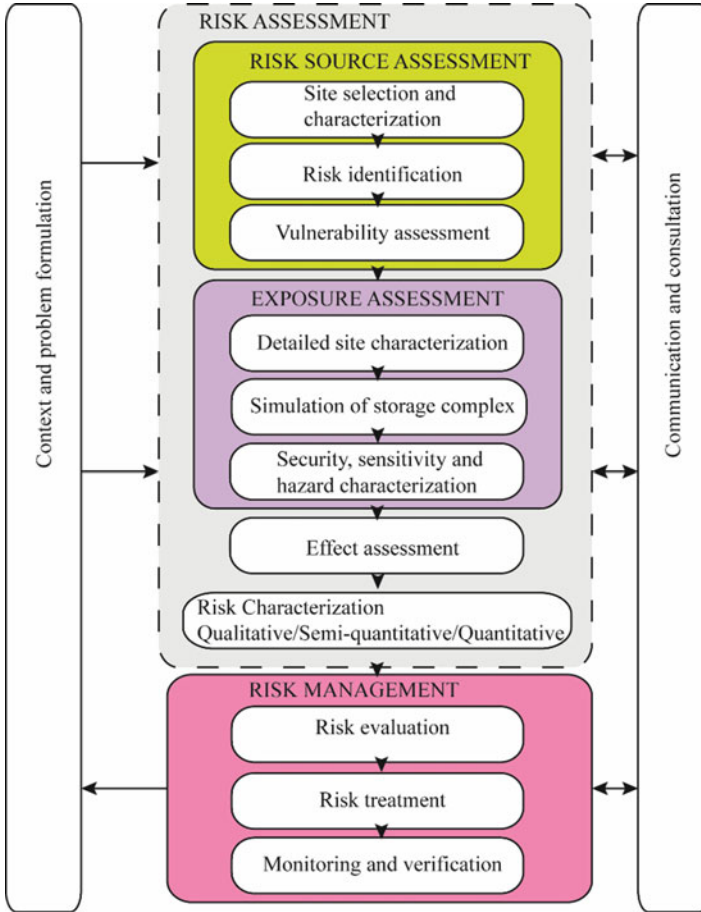 RISK ASSESSMENT
RISK SOURCE ASSESSMENT
Site selection and
characterization
Risk identification
Vulnerability assessment
EXPOSURE ASSESSMENT
Detailed site characterization
Simulation of storage complex
Security, sensitivity and
hazard characterization
Effect assessment
Risk Characterization
Qualitative/Semi-quantitative/Quantitative
RISK MANAGEMENT
Risk evaluation
Risk treatment
Monitoring and verification
Context and problem formulation
Communication and consultation